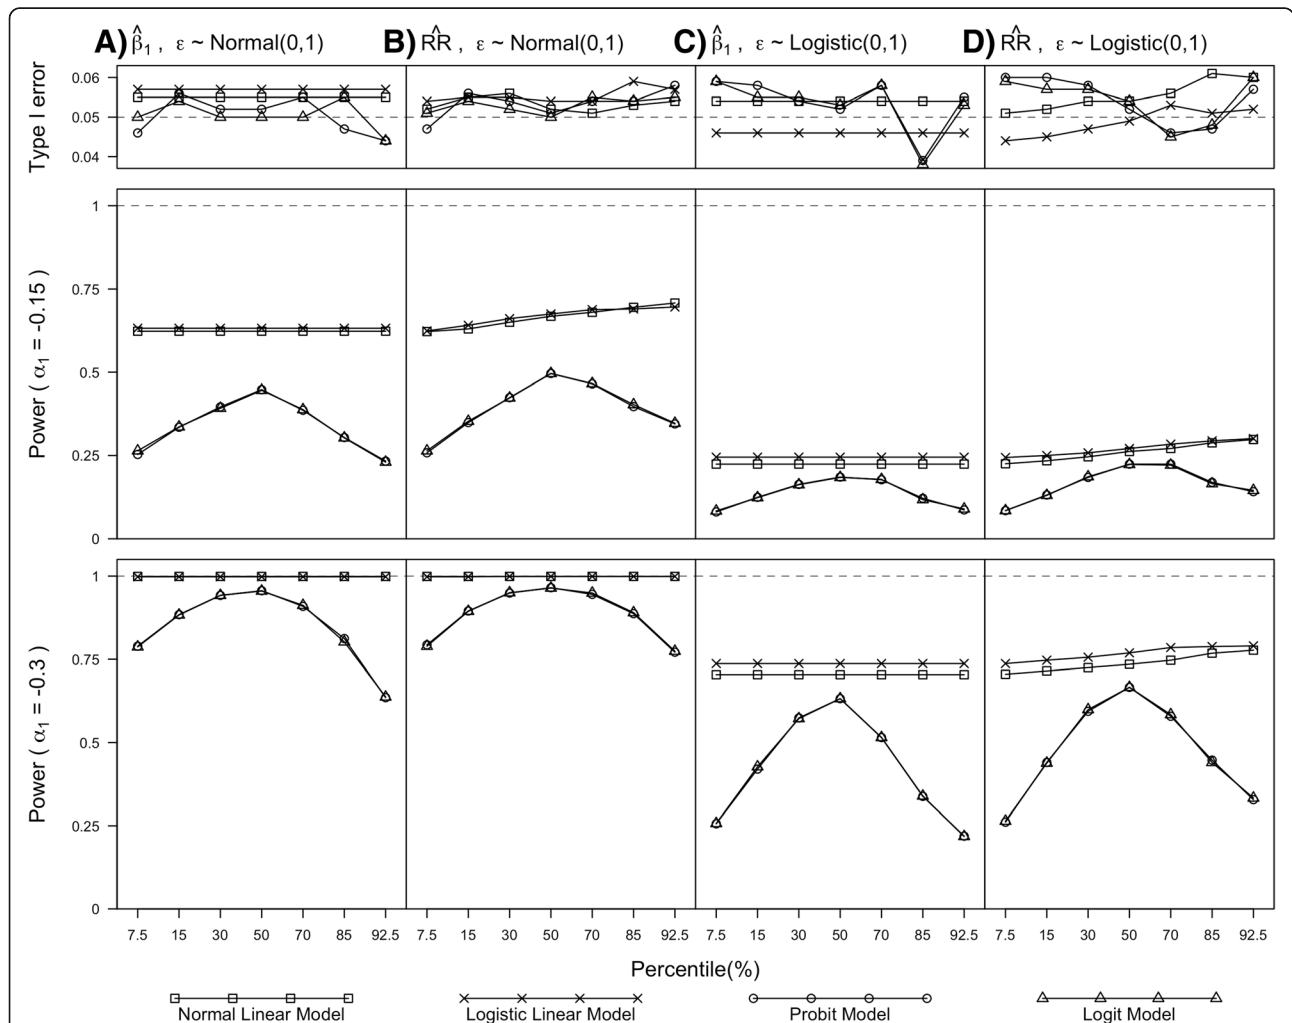 A) β̂₁ , ε ~ Normal(0,1)
B) R̂R , ε ~ Normal(0,1)
C) β̂₁ , ε ~ Logistic(0,1)
D) R̂R , ε ~ Logistic(0,1)
Type I error
0.06
0.05
0.04
Power ( α₁ = -0.15 )
1
0.75
0.5
0.25
0
Power ( α₁ = -0.3 )
1
0.75
0.5
0.25
0
7.5 15 30 50 70 85 92.5
7.5 15 30 50 70 85 92.5
7.5 15 30 50 70 85 92.5
7.5 15 30 50 70 85 92.5
Percentile(%)
Normal Linear Model
Logistic Linear Model
Probit Model
Logit Model